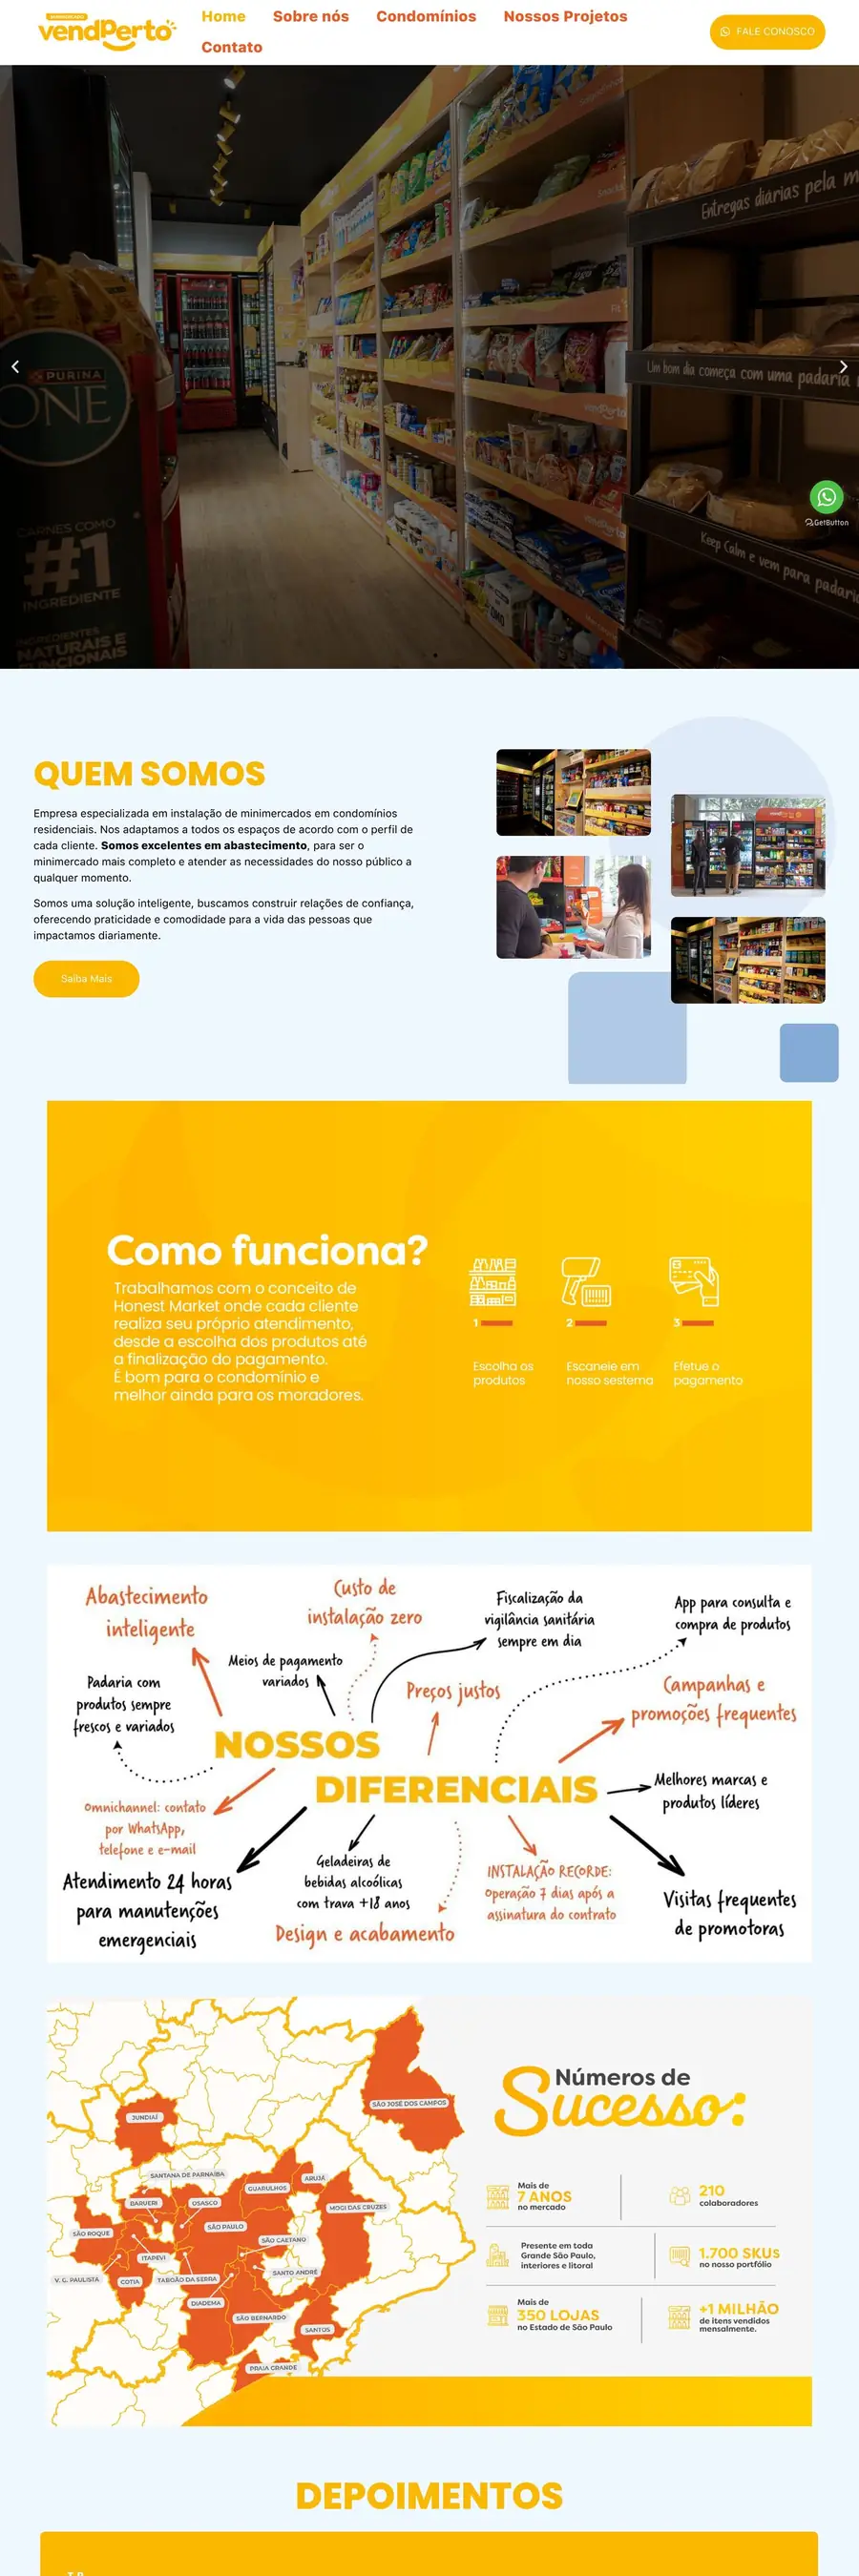 MINIMERCADO
vendPerto
Home
Sobre nós
Condomínios
Nossos Projetos
Contato
FALE CONOSCO
Entregas diárias pela m
Snacks
PURINA
ONE
Um bom dia começa com uma padaria
vendPerto
CARNES COMO
#1
INGREDIENTE
INGREDIENTES
NATURAIS E
FUNCIONAIS
vendPerto
Keep Calm e vem para padaria
GetButton
QUEM SOMOS
Empresa especializada em instalação de minimercados em condomínios
residenciais. Nos adaptamos a todos os espaços de acordo com o perfil de
cada cliente. Somos excelentes em abastecimento, para ser o
minimercado mais completo e atender as necessidades do nosso público a
qualquer momento.
Somos uma solução inteligente, buscamos construir relações de confiança,
oferecendo praticidade e comodidade para a vida das pessoas que
impactamos diariamente.
Saiba Mais
Como funciona?
Trabalhamos com o conceito de
Honest Market onde cada cliente
realiza seu próprio atendimento,
desde a escolha dos produtos até
a finalização do pagamento.
É bom para o condomínio e
melhor ainda para os moradores.
1
Escolha os
produtos
2
Escaneie em
nosso sestema
3
Efetue o
pagamento
Abastecimento
inteligente
Custo de
instalação zero
Fiscalização da
vigilância sanitária
sempre em dia
App para consulta e
compra de produtos
Meios de pagamento
variados
Padaria com
produtos sempre
frescos e variados
Preços justos
Campanhas e
promoções frequentes
NOSSOS
DIFERENCIAIS
Melhores marcas e
produtos líderes
Omnichannel: contato
por WhatsApp,
telefone e e-mail
Atendimento 24 horas
para manutenções
emergenciais
Geladeiras de
bebidas alcoólicas
com trava +18 anos
Design e acabamento
INSTALAÇÃO RECORDE:
Operação 7 dias após a
assinatura do contrato
Visitas frequentes
de promotoras
SÃO JOSÉ DOS CAMPOS
JUNDIAÍ
SANTANA DE PARNAÍBA
ARUJÁ
GUARULHOS
BARUERI
OSASCO
MOGI DAS CRUZES
SÃO PAULO
SÃO ROQUE
SÃO CAETANO
ITAPEVI
SANTO ANDRÉ
V. G. PAULISTA
COTIA
TABOÃO DA SERRA
DIADEMA
SÃO BERNARDO
SANTOS
PRAIA GRANDE
Números de
Sucesso:
Mais de
7 ANOS
no mercado
210
colaboradores
Presente em toda
Grande São Paulo,
interiores e litoral
1.700 SKUs
no nosso portfólio
Mais de
350 LOJAS
no Estado de São Paulo
+1 MILHÃO
de itens vendidos
mensalmente.
DEPOIMENTOS